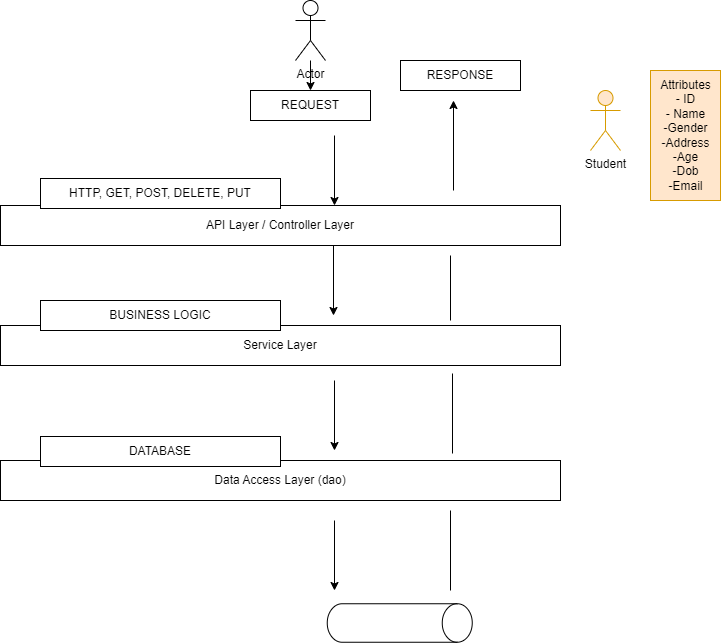 Actor
REQUEST
RESPONSE
Student
Attributes
- ID
- Name
-Gender
-Address
-Age
-Dob
-Email
HTTP, GET, POST, DELETE, PUT
API Layer / Controller Layer
BUSINESS LOGIC
Service Layer
DATABASE
Data Access Layer (dao)